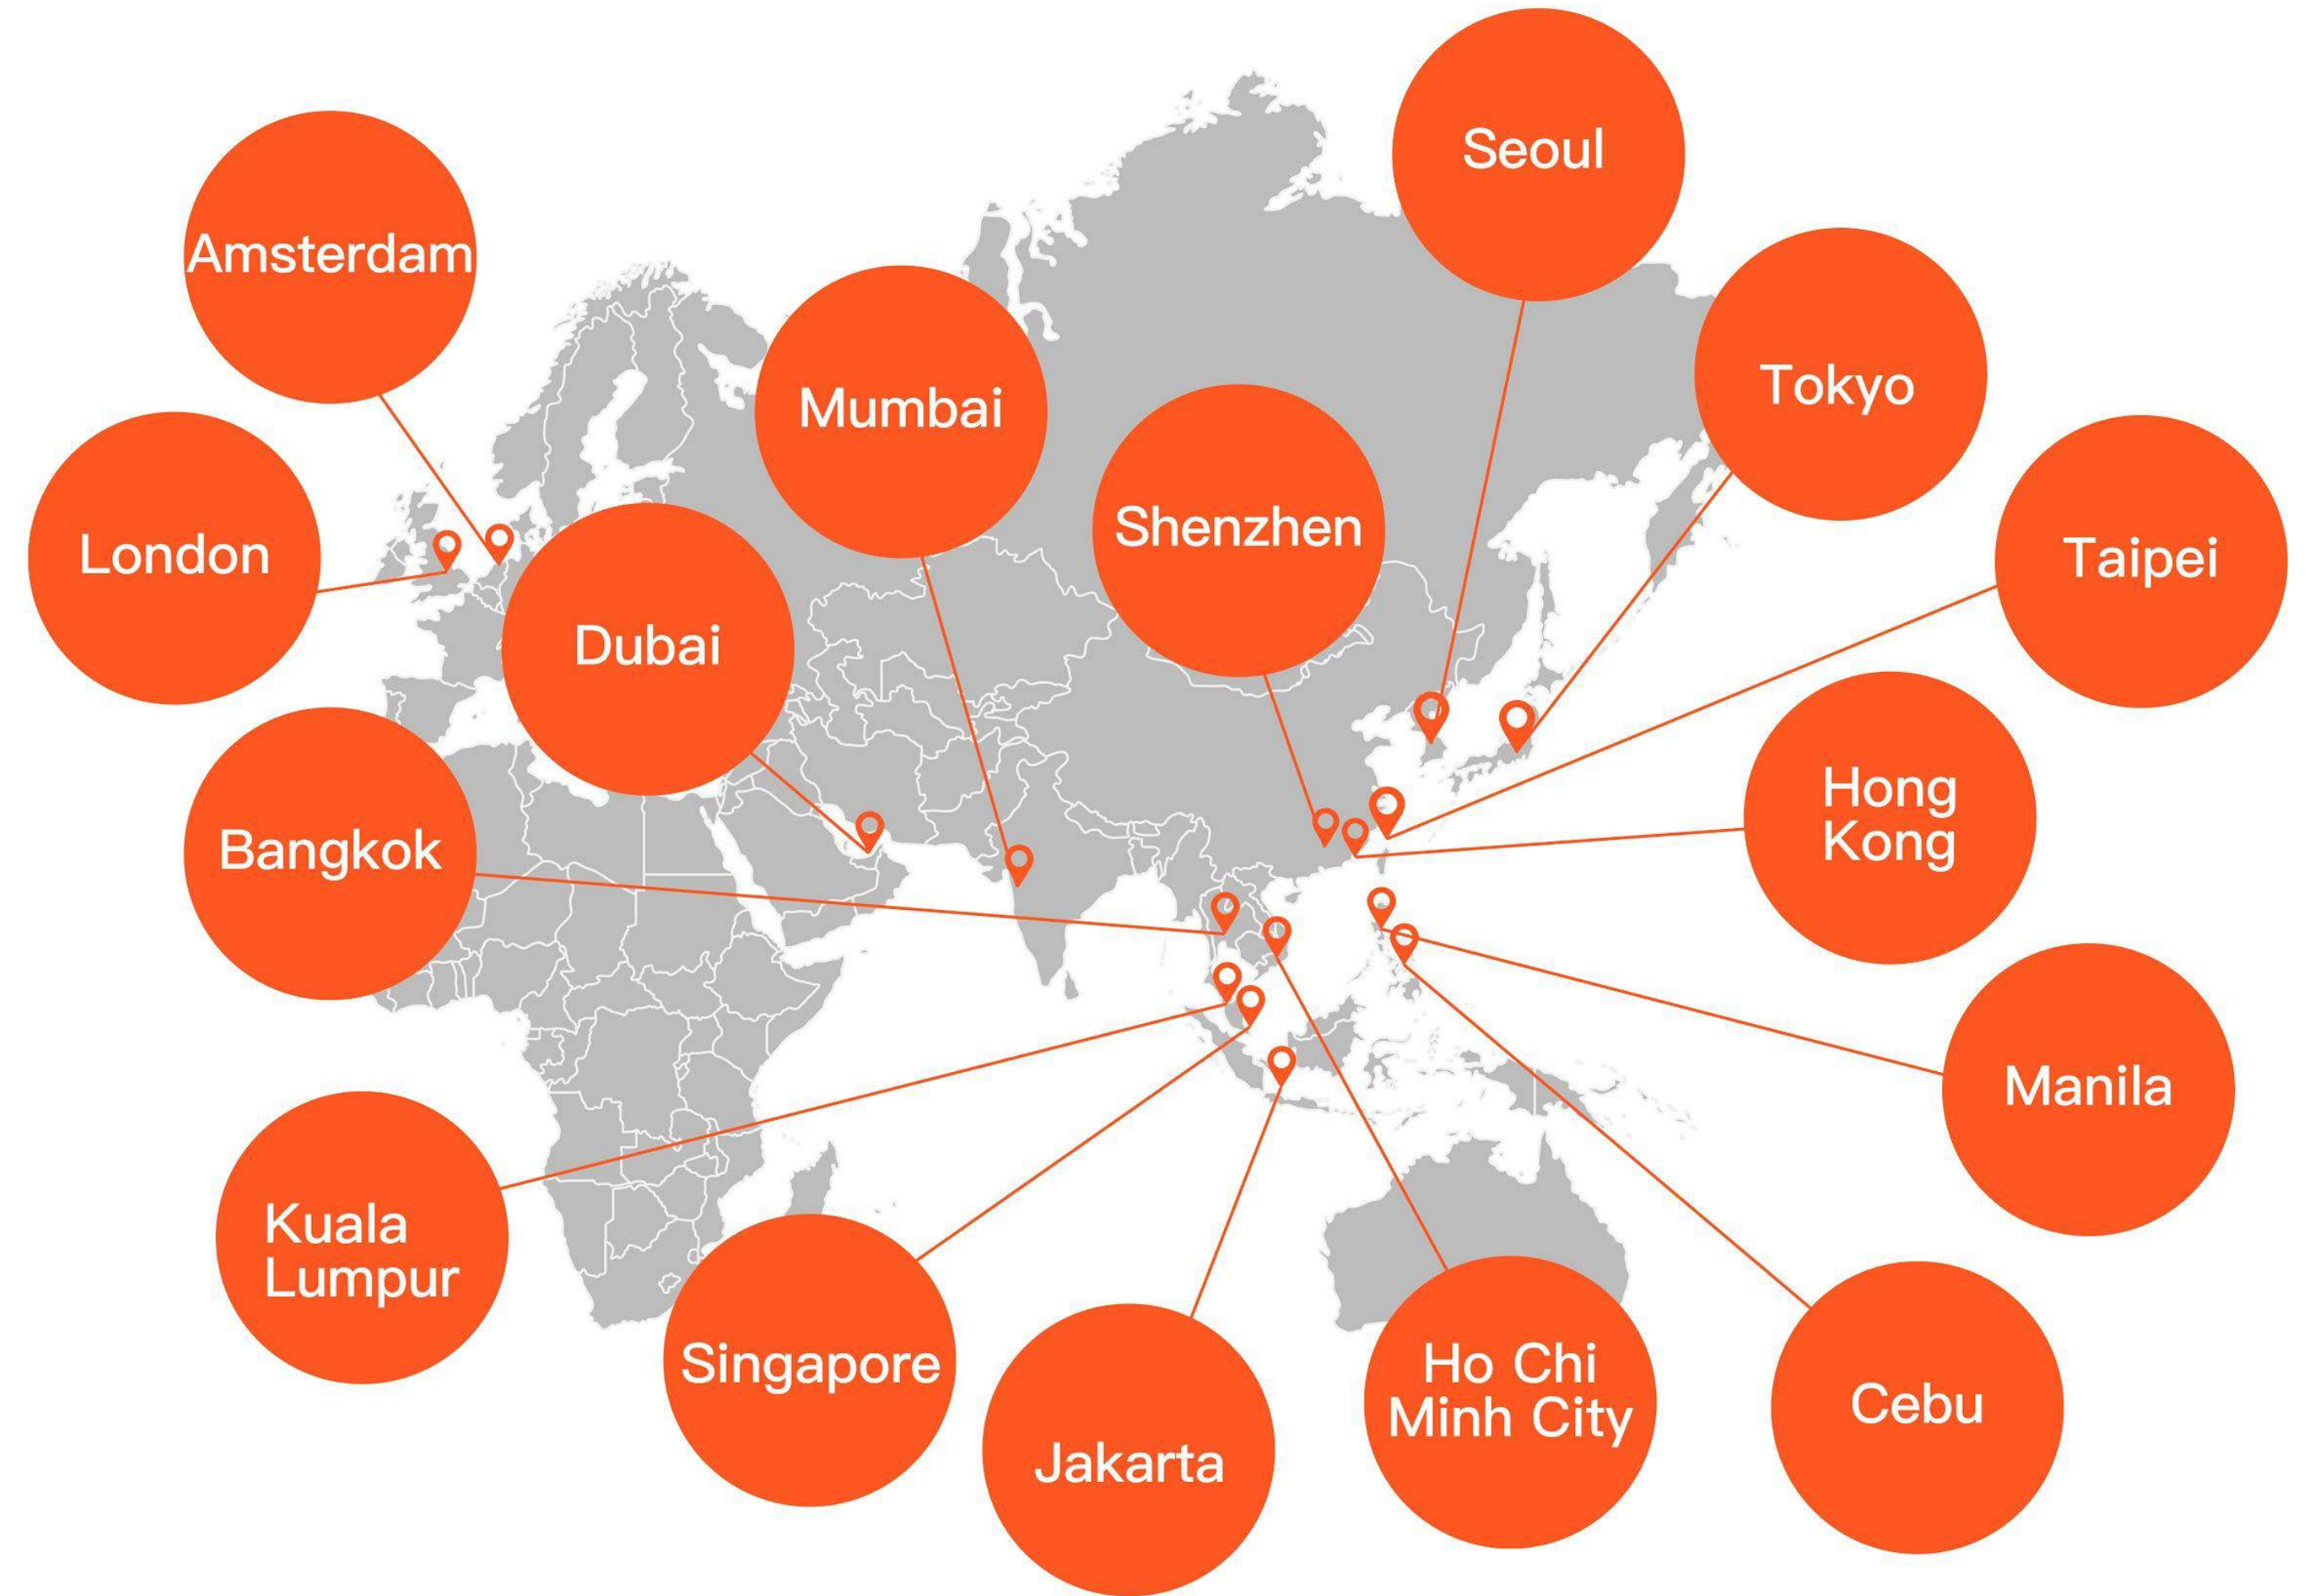 Seoul
Amsterdam
Tokyo
Mumbai
Shenzhen
London
Taipei
Dubai
Hong
Kong
Bangkok
Manila
Kuala
Lumpur
Singapore
Ho Chi
Minh City
Cebu
Jakarta